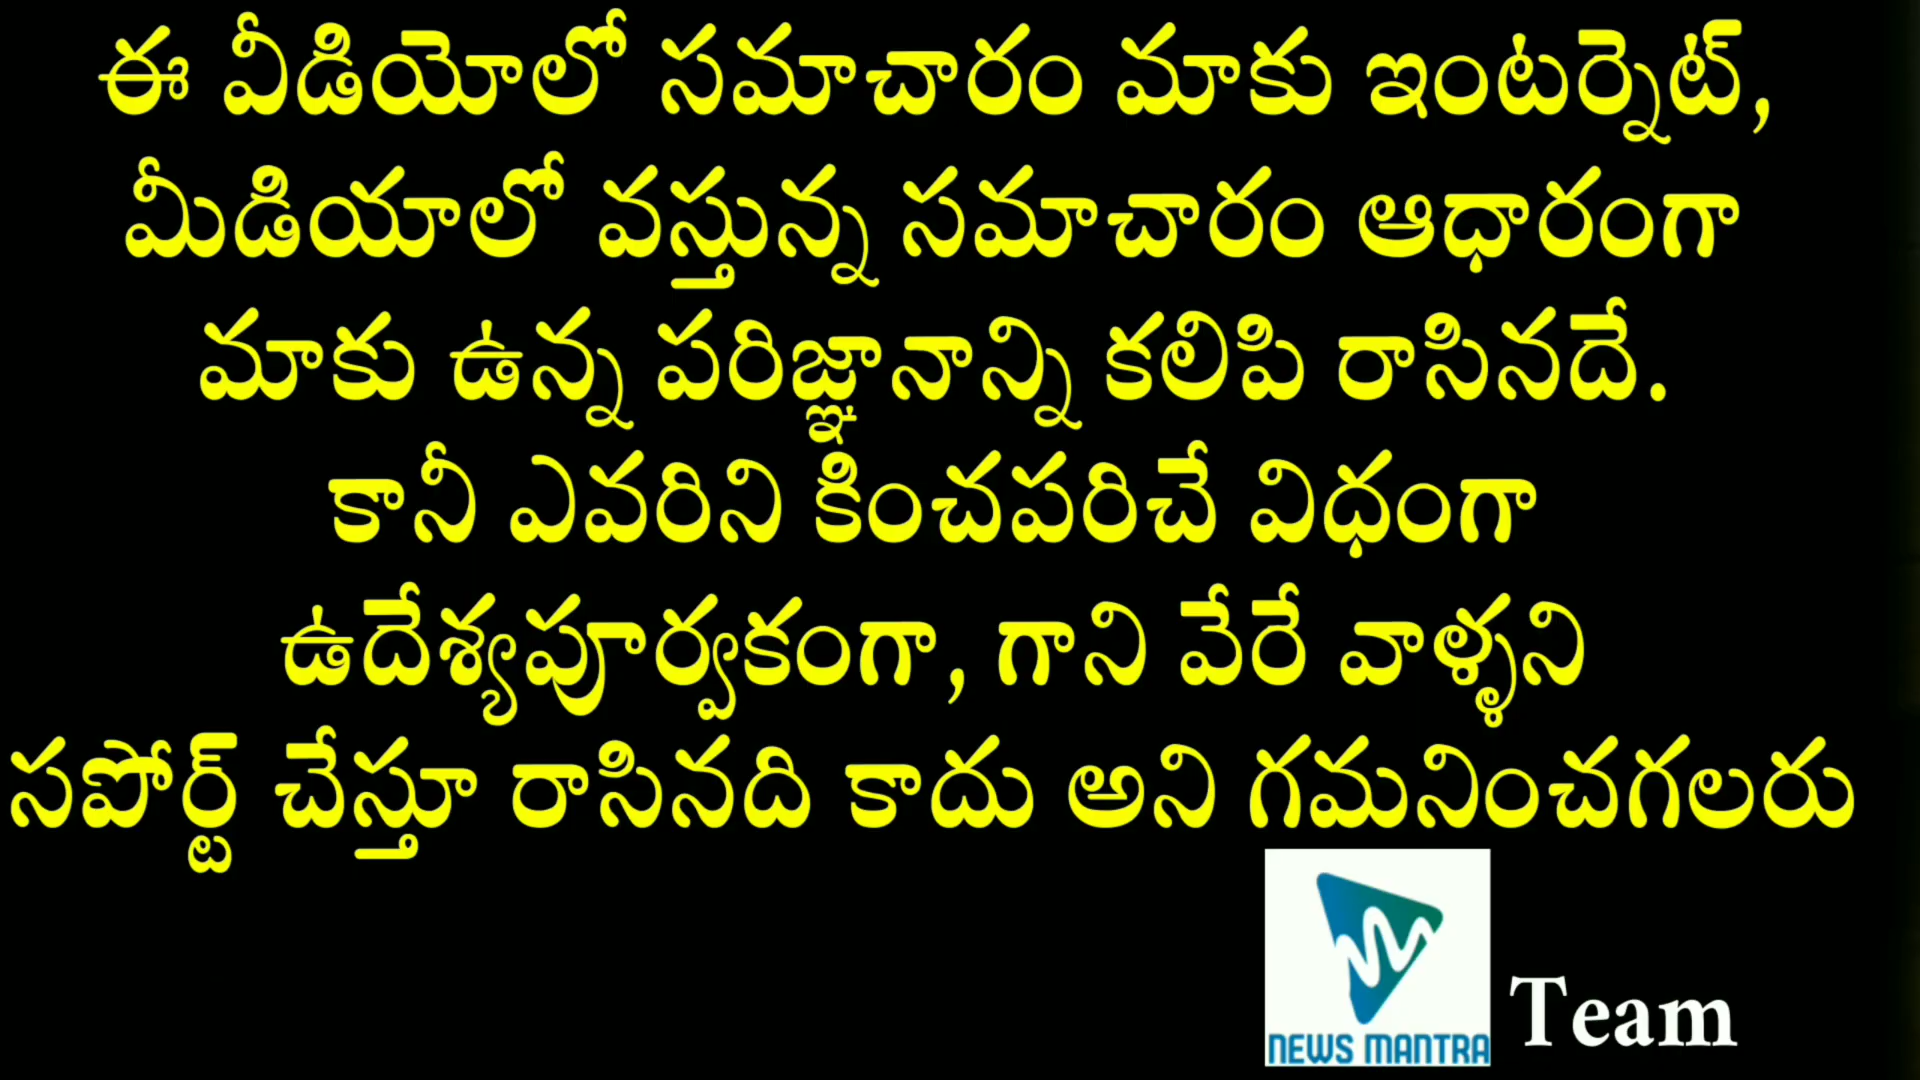 ఈ వీడియోలో సమాచారం మాకు ఇంటర్నెట్,
మీడియాలో వస్తున్న సమాచారం ఆధారంగా
మాకు ఉన్న పరిజ్ఞానాన్ని కలిపి రాసినదే.
కానీ ఎవరిని కించపరిచే విధంగా
ఉదేశ్యపూర్వకంగా, గాని వేరే వాళ్ళని
సపోర్ట్ చేస్తూ రాసినది కాదు అని గమనించగలరు
NEWS MANTRA Team